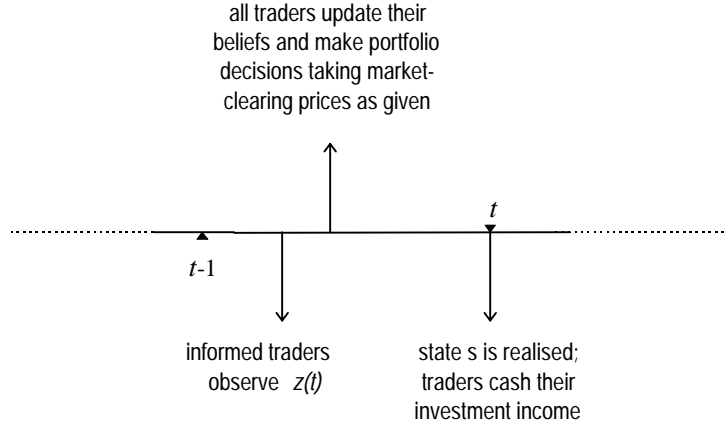 all traders update their
beliefs and make portfolio
decisions taking market-
clearing prices as given
t
t-1
informed traders
observe z(t)
state s is realised;
traders cash their
investment income